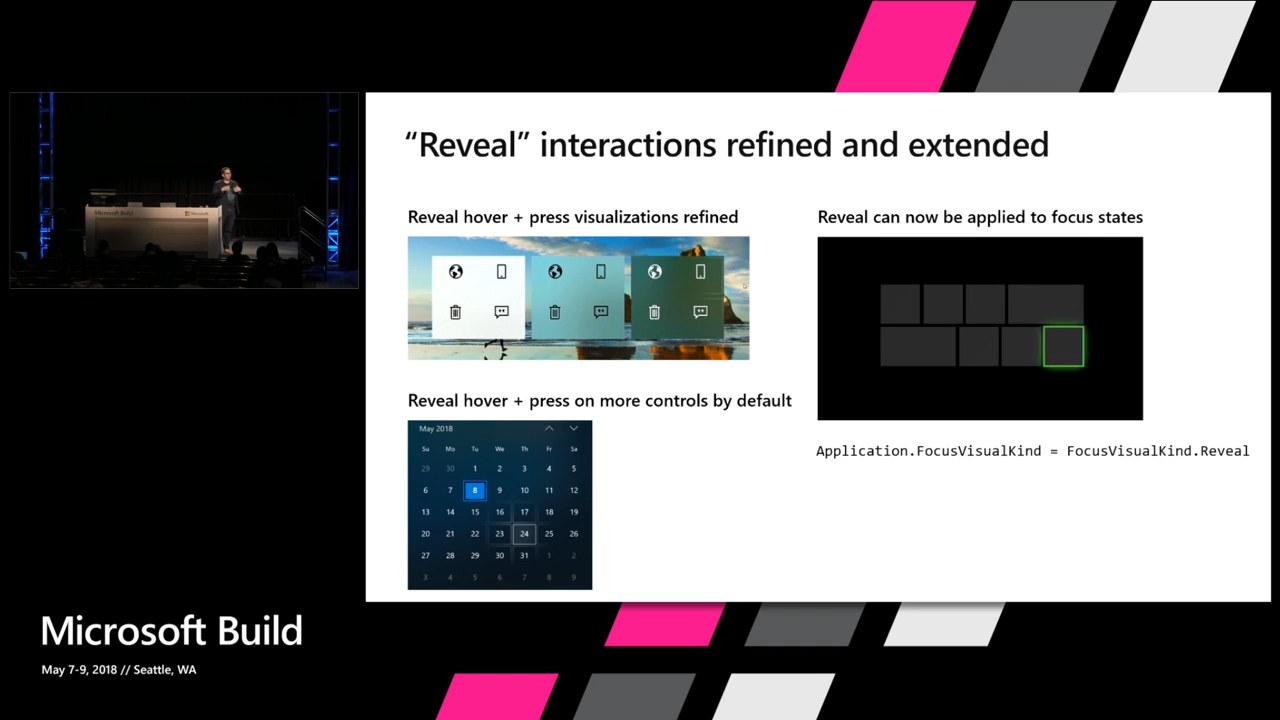 “Reveal” interactions refined and extended
Reveal hover + press visualizations refined
Reveal can now be applied to focus states
Reveal hover + press on more controls by default
May 2018
Su Mo Tu We Th Fr Sa
29 30 1 2 3 4 5
6 7 8 9 10 11 12
13 14 15 16 17 18 19
20 21 22 23 24 25 26
27 28 29 30 31 1 2
3 4 5 6 7 8 9
Application.FocusVisualKind = FocusVisualKind.Reveal
Microsoft Build
Microsoft
Microsoft Build
May 7-9, 2018 // Seattle, WA